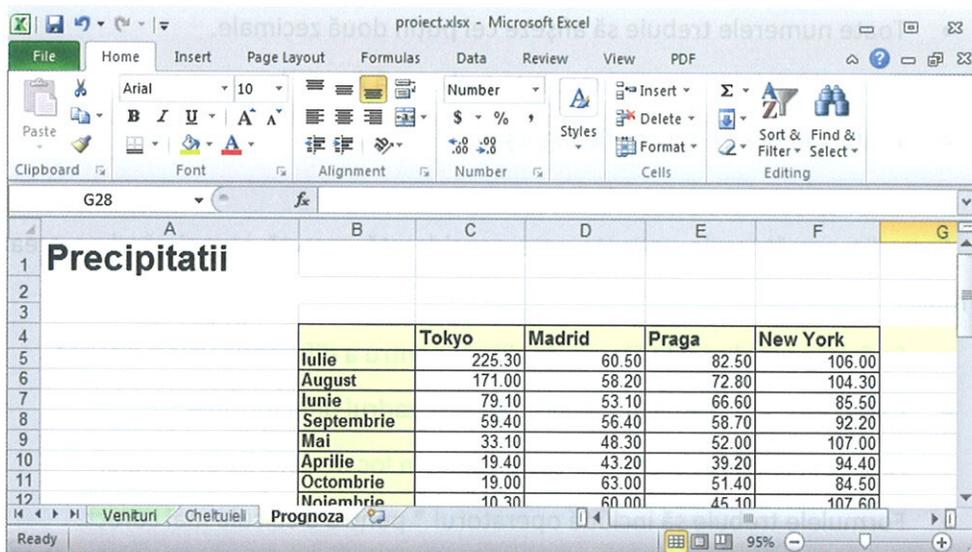 proiect.xlsx - Microsoft Excel
File Home Insert Page Layout Formulas Data Review View PDF
Arial 10 Number Insert Σ
Paste B I U A A $ % , Styles Delete Sort & Find &
.00 .00 Format Filter Select
Clipboard Font Alignment Number Cells Editing
G28 fx
A B C D E F G
1 Precipitatii
2
3
4 Tokyo Madrid Praga New York
5 Iulie 225.30 60.50 82.50 106.00
6 August 171.00 58.20 72.80 104.30
7 Iunie 79.10 53.10 66.60 85.50
8 Septembrie 59.40 56.40 58.70 92.20
9 Mai 33.10 48.30 52.00 107.00
10 Aprilie 19.40 43.20 39.20 94.40
11 Octombrie 19.00 63.00 51.40 84.50
12 Noiembrie 10.30 60.00 45.10 107.60
Venituri Cheltuieli Prognoza
Ready 95%